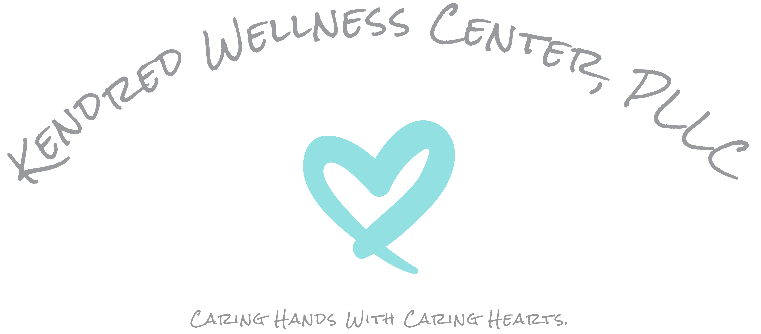 Kendred Wellness Center, PLLC
Caring Hands With Caring Hearts.